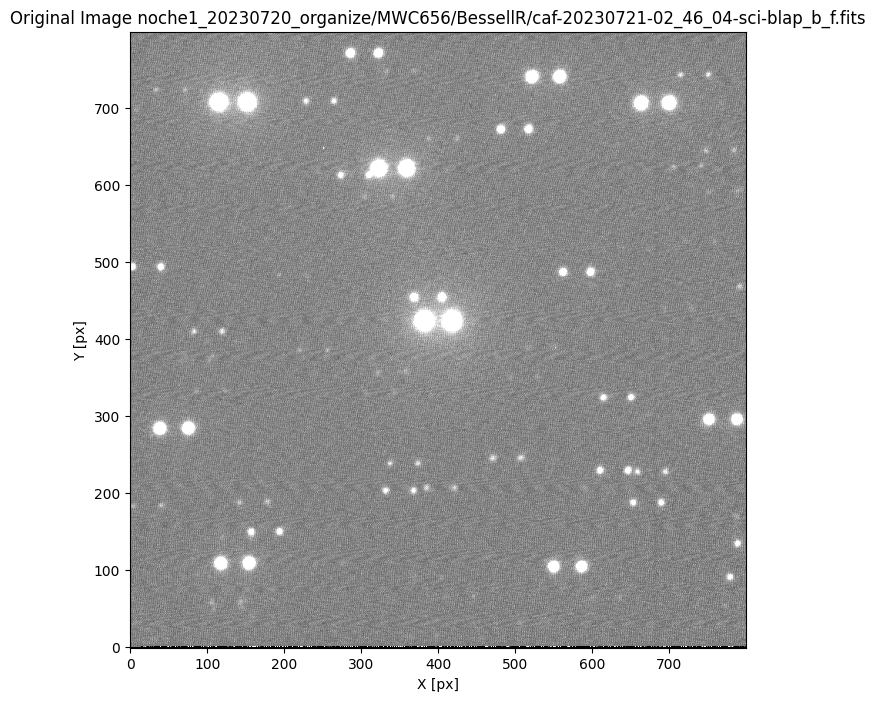 Original Image noche1_20230720_organize/MWC656/BessellR/caf-20230721-02_46_04-sci-blap_b_f.fits
700
600
500
400
300
200
100
0
Y [px]
0 100 200 300 400 500 600 700
X [px]